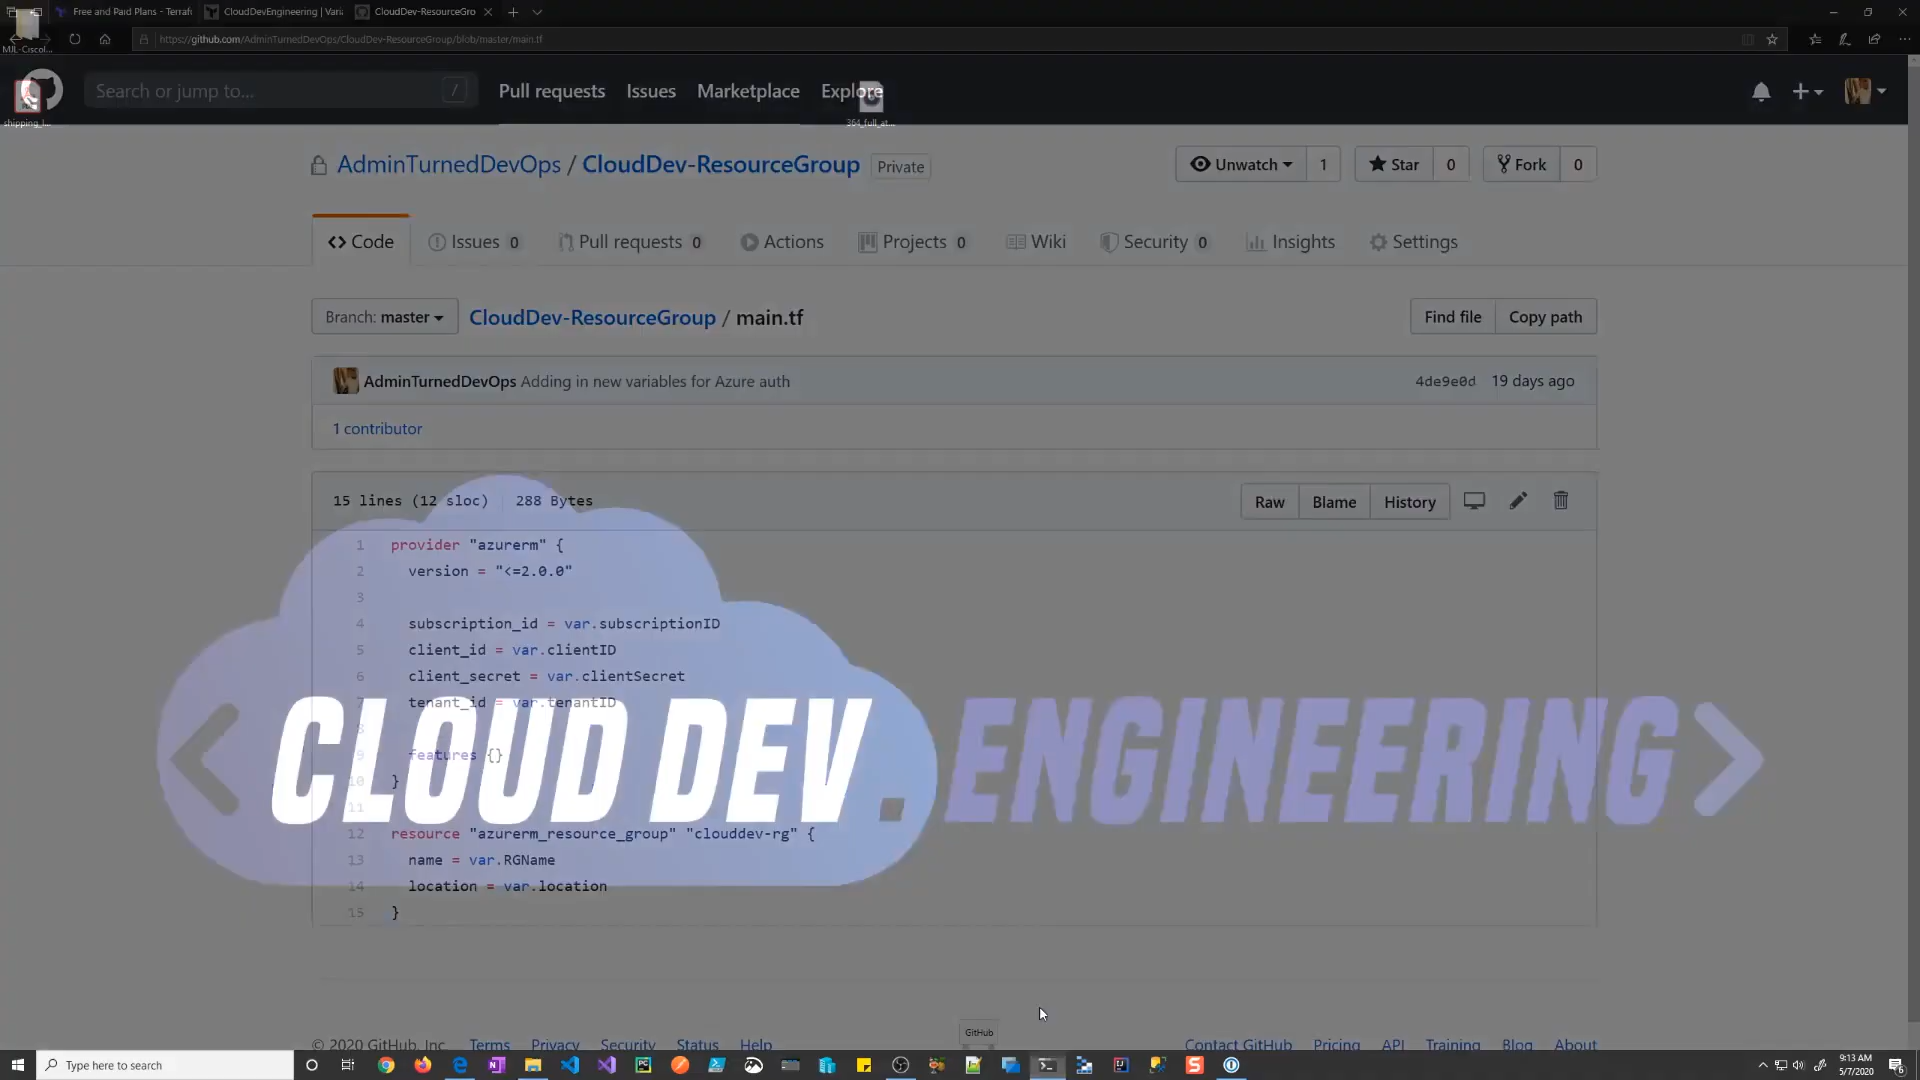 Free and Paid Plans - Terraf
CloudDevEngineering | Vari
CloudDev-ResourceGro
MJL-Ciscol...
https://github.com/AdminTurnedDevOps/CloudDev-ResourceGroup/blob/master/main.tf
Search or jump to...
/
Pull requests
Issues
Marketplace
Explore
shipping_l...
364_full_at...
AdminTurnedDevOps / CloudDev-ResourceGroup
Private
Unwatch
1
Star
0
Fork
0
Code
Issues 0
Pull requests 0
Actions
Projects 0
Wiki
Security 0
Insights
Settings
Branch: master
CloudDev-ResourceGroup / main.tf
Find file
Copy path
AdminTurnedDevOps Adding in new variables for Azure auth
4de9e0d 19 days ago
1 contributor
15 lines (12 sloc)
288 Bytes
Raw
Blame
History
1 provider "azurerm" {
2 version = "<=2.0.0"
3
4 subscription_id = var.subscriptionID
5 client_id = var.clientID
6 client_secret = var.clientSecret
7 tenant_id = var.tenantID
8
9 features {}
10 }
11
12 resource "azurerm_resource_group" "clouddev-rg" {
13 name = var.RGName
14 location = var.location
15 }
< CLOUD DEV. ENGINEERING >
GitHub
© 2020 GitHub, Inc.
Terms
Privacy
Security
Status
Help
Contact GitHub
Pricing
API
Training
Blog
About
Type here to search
9:13 AM
5/7/2020